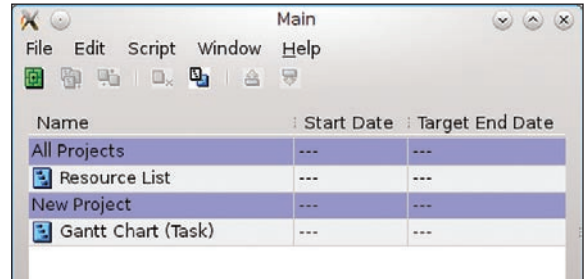 Main
File Edit Script Window Help
Name Start Date Target End Date
All Projects --- ---
Resource List --- ---
New Project --- ---
Gantt Chart (Task) --- ---